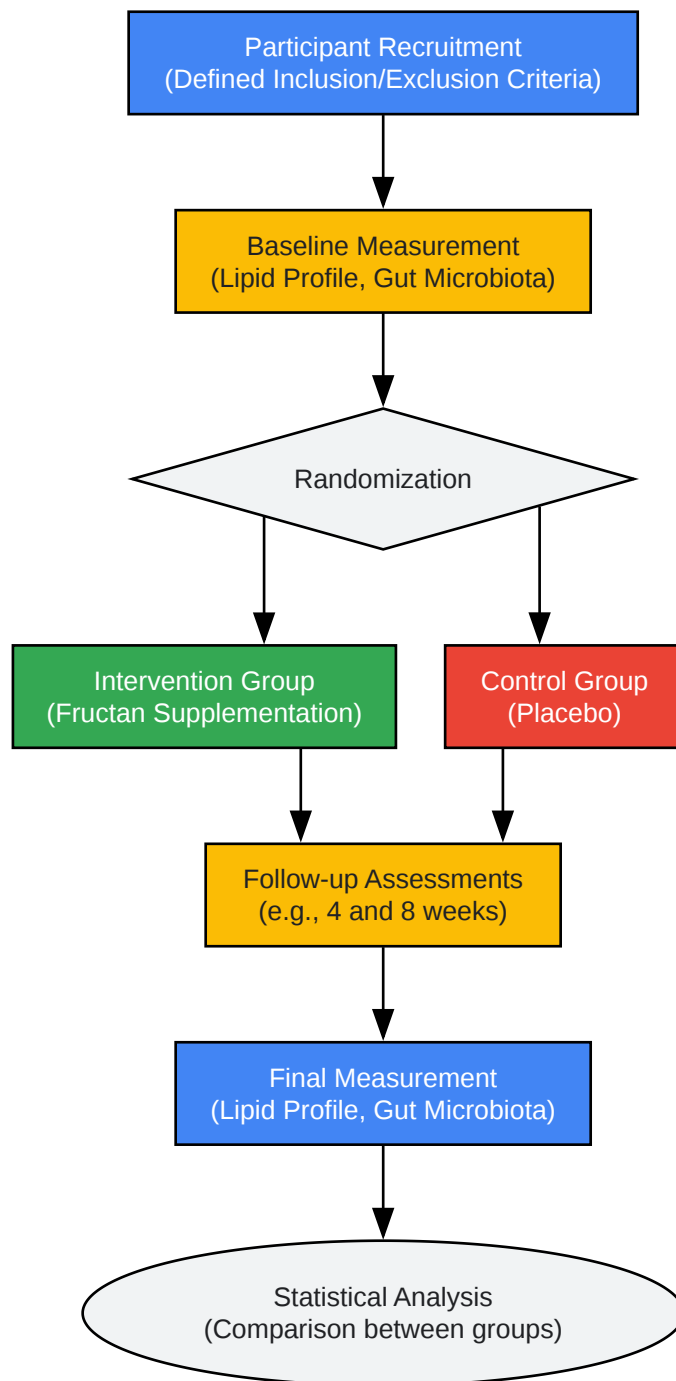 Participant Recruitment
(Defined Inclusion/Exclusion Criteria)
Baseline Measurement
(Lipid Profile, Gut Microbiota)
Randomization
Intervention Group
(Fructan Supplementation)
Control Group
(Placebo)
Follow-up Assessments
(e.g., 4 and 8 weeks)
Final Measurement
(Lipid Profile, Gut Microbiota)
Statistical Analysis
(Comparison between groups)